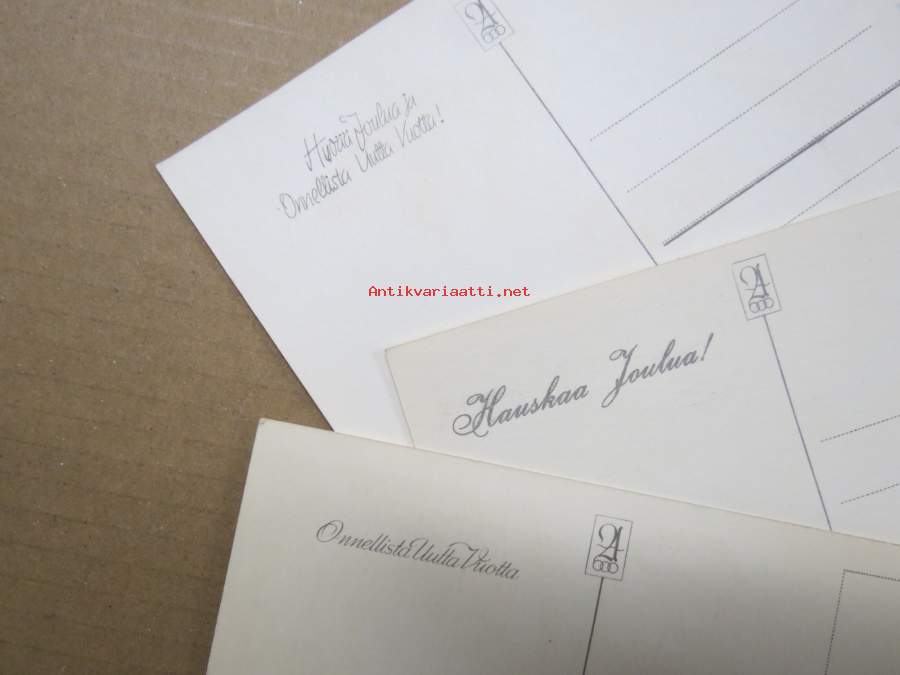 Hyvää Joulua ja
Onnellista Uutta Vuotta!
Antikvariaatti.net
Hauskaa Joulua!
Onnellista Uutta Vuotta